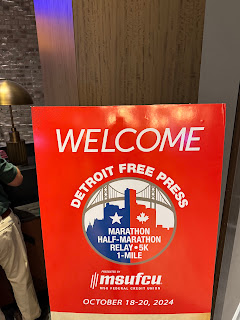 WELCOME
DETROIT FREE PRESS
MARATHON
HALF-MARATHON
RELAY • 5K
1-MILE
PRESENTED BY
msufcu
MSU FEDERAL CREDIT UNION
OCTOBER 18-20, 2024